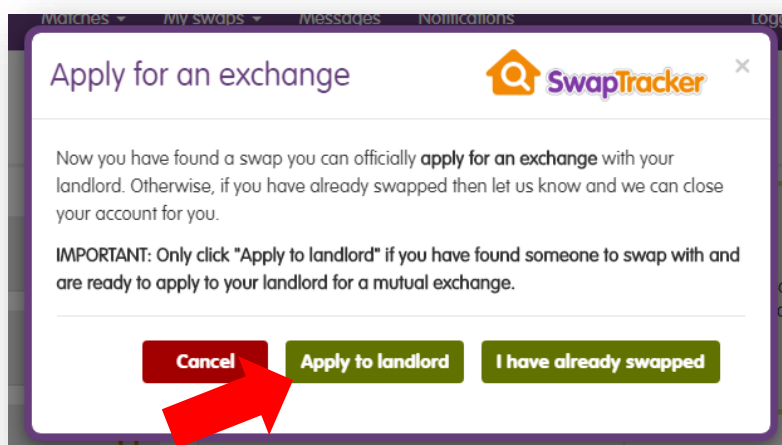 Matches My swaps Messages Notifications Logg
Apply for an exchange
SwapTracker ×
Now you have found a swap you can officially apply for an exchange with your
landlord. Otherwise, if you have already swapped then let us know and we can close
your account for you.
IMPORTANT: Only click "Apply to landlord" if you have found someone to swap with and
are ready to apply to your landlord for a mutual exchange.
Cancel Apply to landlord I have already swapped